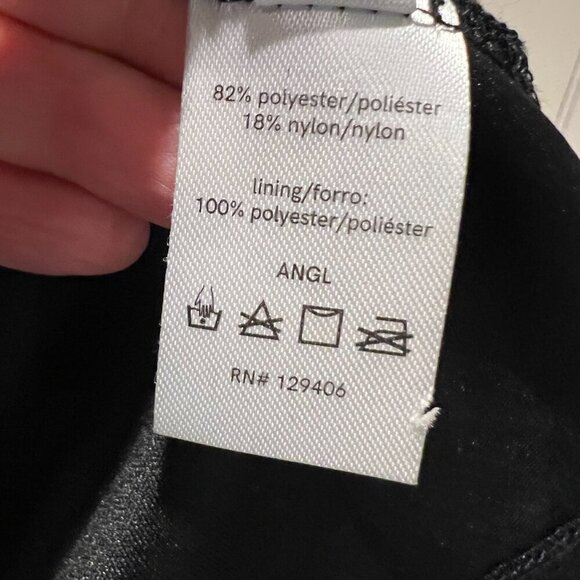 82% polyester/poliéster
18% nylon/nylon
lining/forro:
100% polyester/poliéster
ANGL
RN# 129406